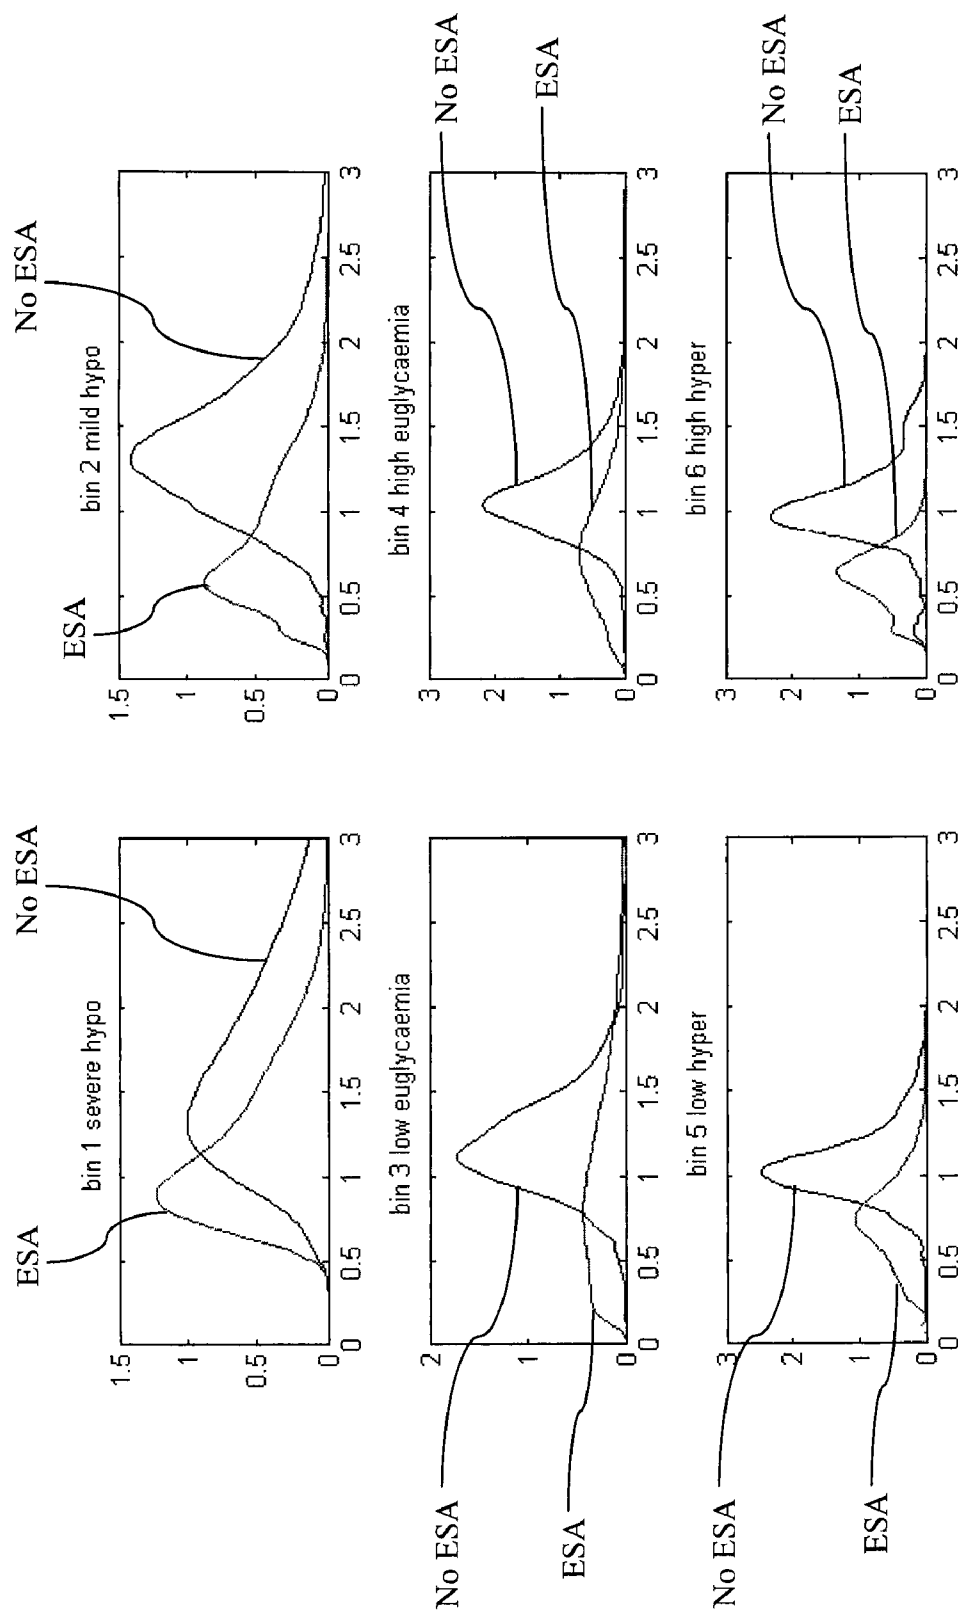 ESA
No ESA
bin 1 severe hypo
1.5
1
0.5
0
0 0.5 1 1.5 2 2.5 3
ESA
No ESA
bin 2 mild hypo
1.5
1
0.5
0
0 0.5 1 1.5 2 2.5 3
No ESA
ESA
bin 3 low euglycaemia
2
1
0
0 0.5 1 1.5 2 2.5 3
bin 4 high euglycaemia
3
2
1
0
0 0.5 1 1.5 2 2.5 3
No ESA
ESA
No ESA
ESA
bin 5 low hyper
3
2
1
0
0 0.5 1 1.5 2 2.5 3
bin 6 high hyper
3
2
1
0
0 0.5 1 1.5 2 2.5 3
No ESA
ESA